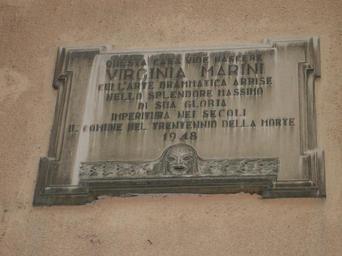 QUESTA CASA VIDE NASCERE
VIRGINIA MARINI
SULL'ARTE DRAMMATICA ARRISE
NELLO SPLENDORE MASSIMO
DI SUA GLORIA
IMPERITURA NEI SECOLI
IL COMUNE NEL TRENTENNIO DELLA MORTE
1948